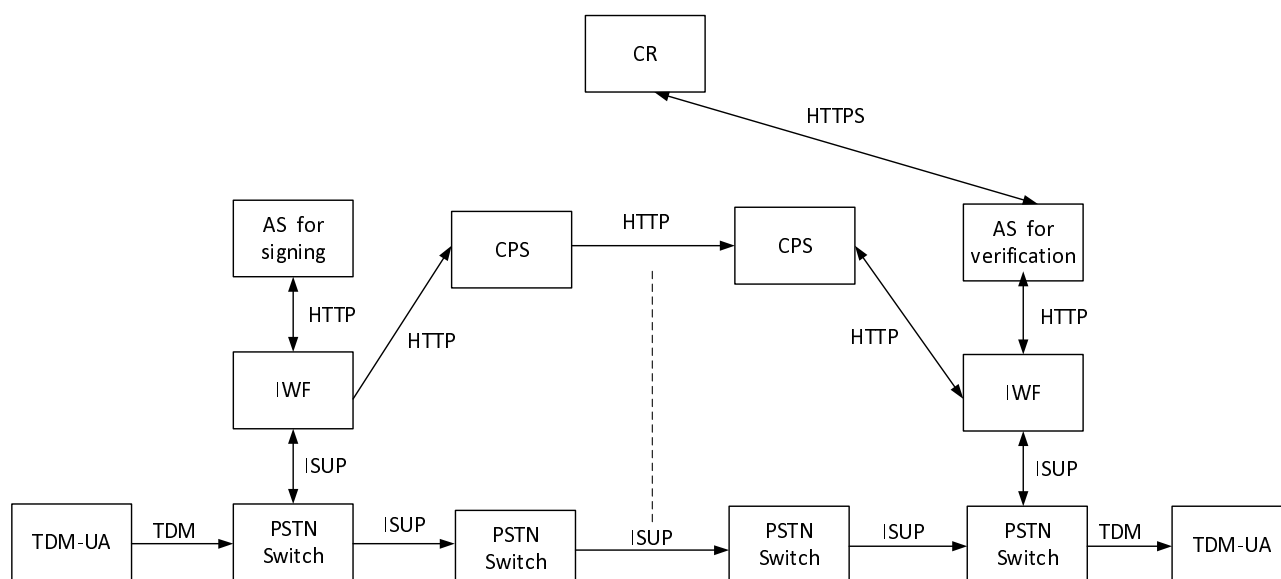 CR
HTTPS
AS for
signing
CPS
HTTP
CPS
AS for
verification
HTTP
HTTP
HTTP
HTTP
IWF
IWF
ISUP
ISUP
TDM-UA
TDM
PSTN
Switch
ISUP
PSTN
Switch
ISUP
PSTN
Switch
ISUP
PSTN
Switch
TDM
TDM-UA